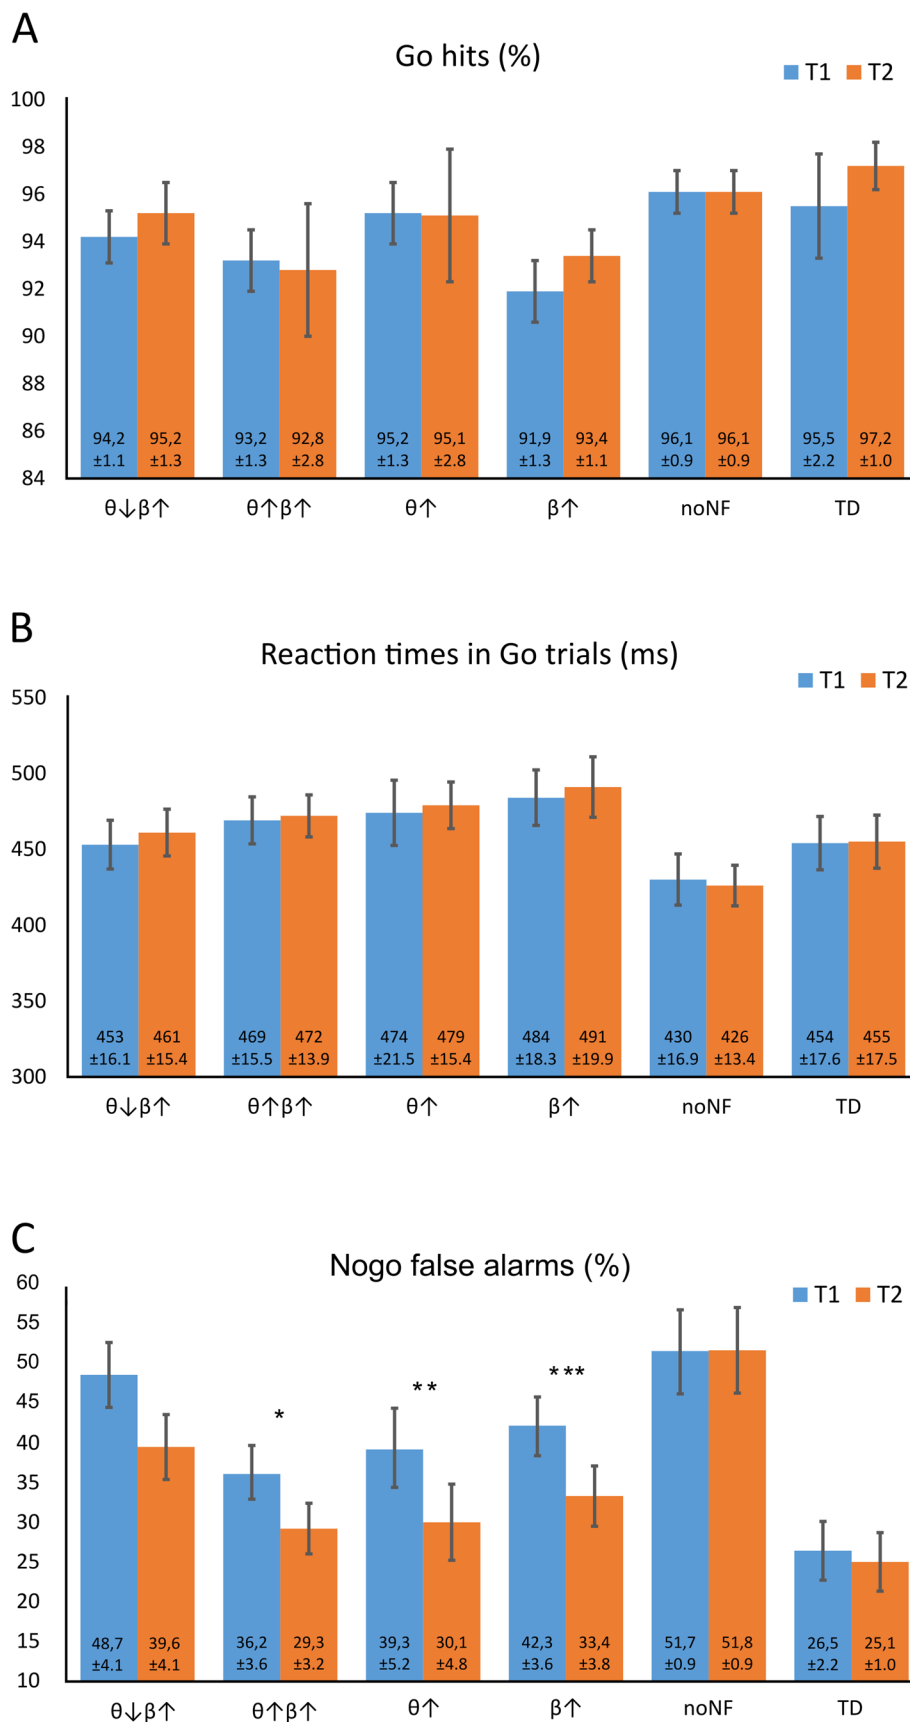 A
Go hits (%)
T1 T2
100
98
96
94
92
90
88
86
84
94,2 95,2 93,2 92,8 95,2 95,1 91,9 93,4 96,1 96,1 95,5 97,2
±1.1 ±1.3 ±1.3 ±2.8 ±1.3 ±2.8 ±1.3 ±1.1 ±0.9 ±0.9 ±2.2 ±1.0
θ↓β↑ θ↑β↑ θ↑ β↑ noNF TD
B
Reaction times in Go trials (ms)
T1 T2
550
500
450
400
350
300
453 461 469 472 474 479 484 491 430 426 454 455
±16.1 ±15.4 ±15.5 ±13.9 ±21.5 ±15.4 ±18.3 ±19.9 ±16.9 ±13.4 ±17.6 ±17.5
θ↓β↑ θ↑β↑ θ↑ β↑ noNF TD
C
Nogo false alarms (%)
T1 T2
60
55
50
45
40
35
30
25
20
15
10
* ** ***
48,7 39,6 36,2 29,3 39,3 30,1 42,3 33,4 51,7 51,8 26,5 25,1
±4.1 ±4.1 ±3.6 ±3.2 ±5.2 ±4.8 ±3.6 ±3.8 ±0.9 ±0.9 ±2.2 ±1.0
θ↓β↑ θ↑β↑ θ↑ β↑ noNF TD